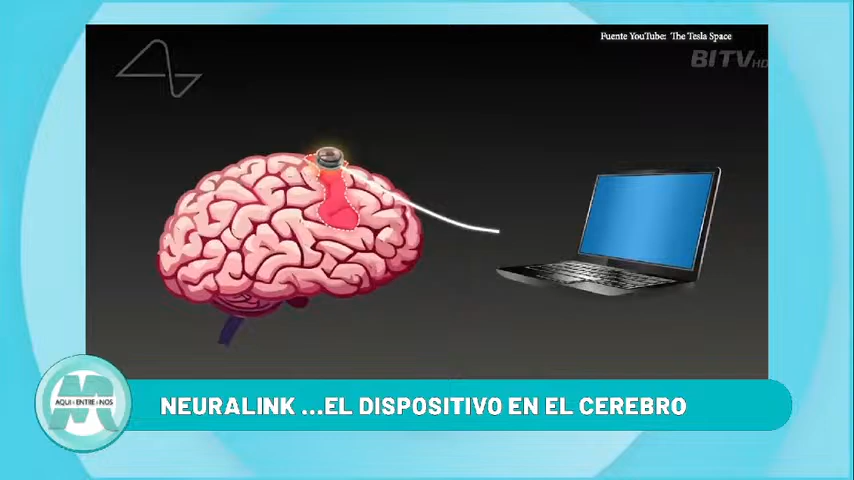 Fuente YouTube: The Tesla Space
BITV HD
AQUI ENTRE NOS
NEURALINK ...EL DISPOSITIVO EN EL CEREBRO